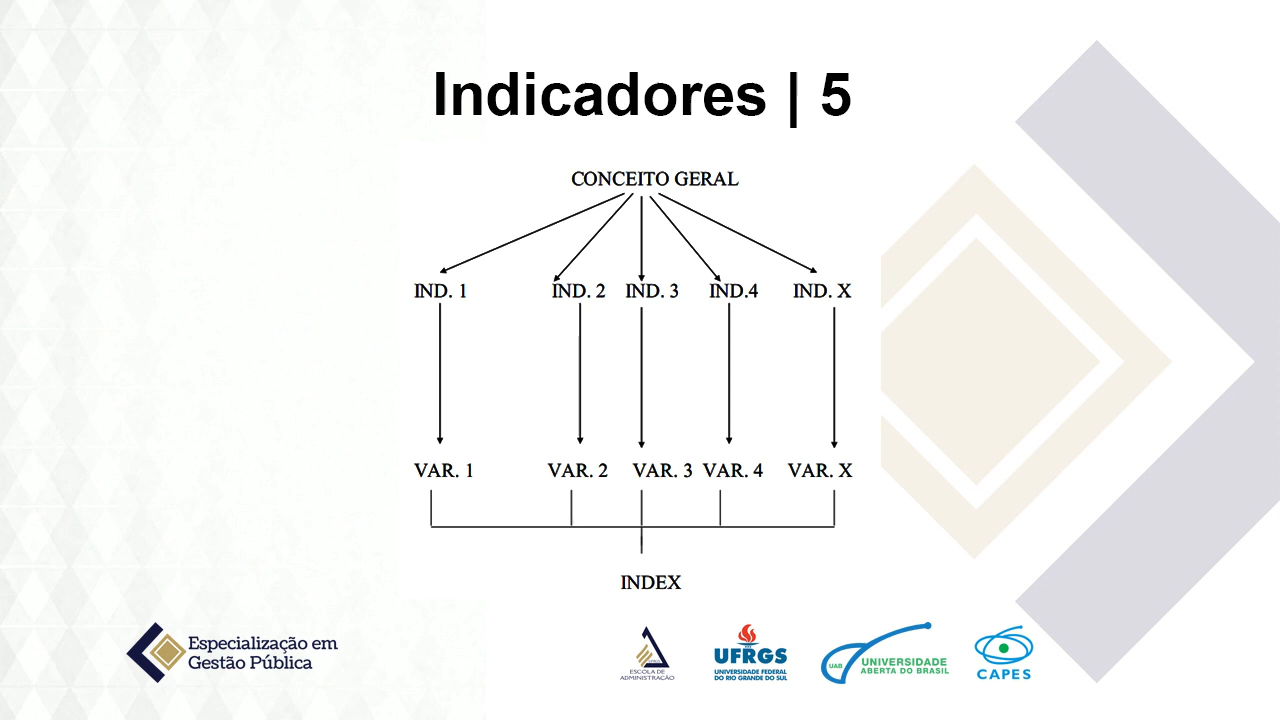 Indicadores | 5
CONCEITO GERAL
IND. 1 IND. 2 IND. 3 IND.4 IND. X
VAR. 1 VAR. 2 VAR. 3 VAR. 4 VAR. X
INDEX
Especialização em
Gestão Pública
ESCOLA DE
ADMINISTRAÇÃO
UFRGS
UNIVERSIDADE FEDERAL
DO RIO GRANDE DO SUL
UAB
UNIVERSIDADE
ABERTA DO BRASIL
CAPES